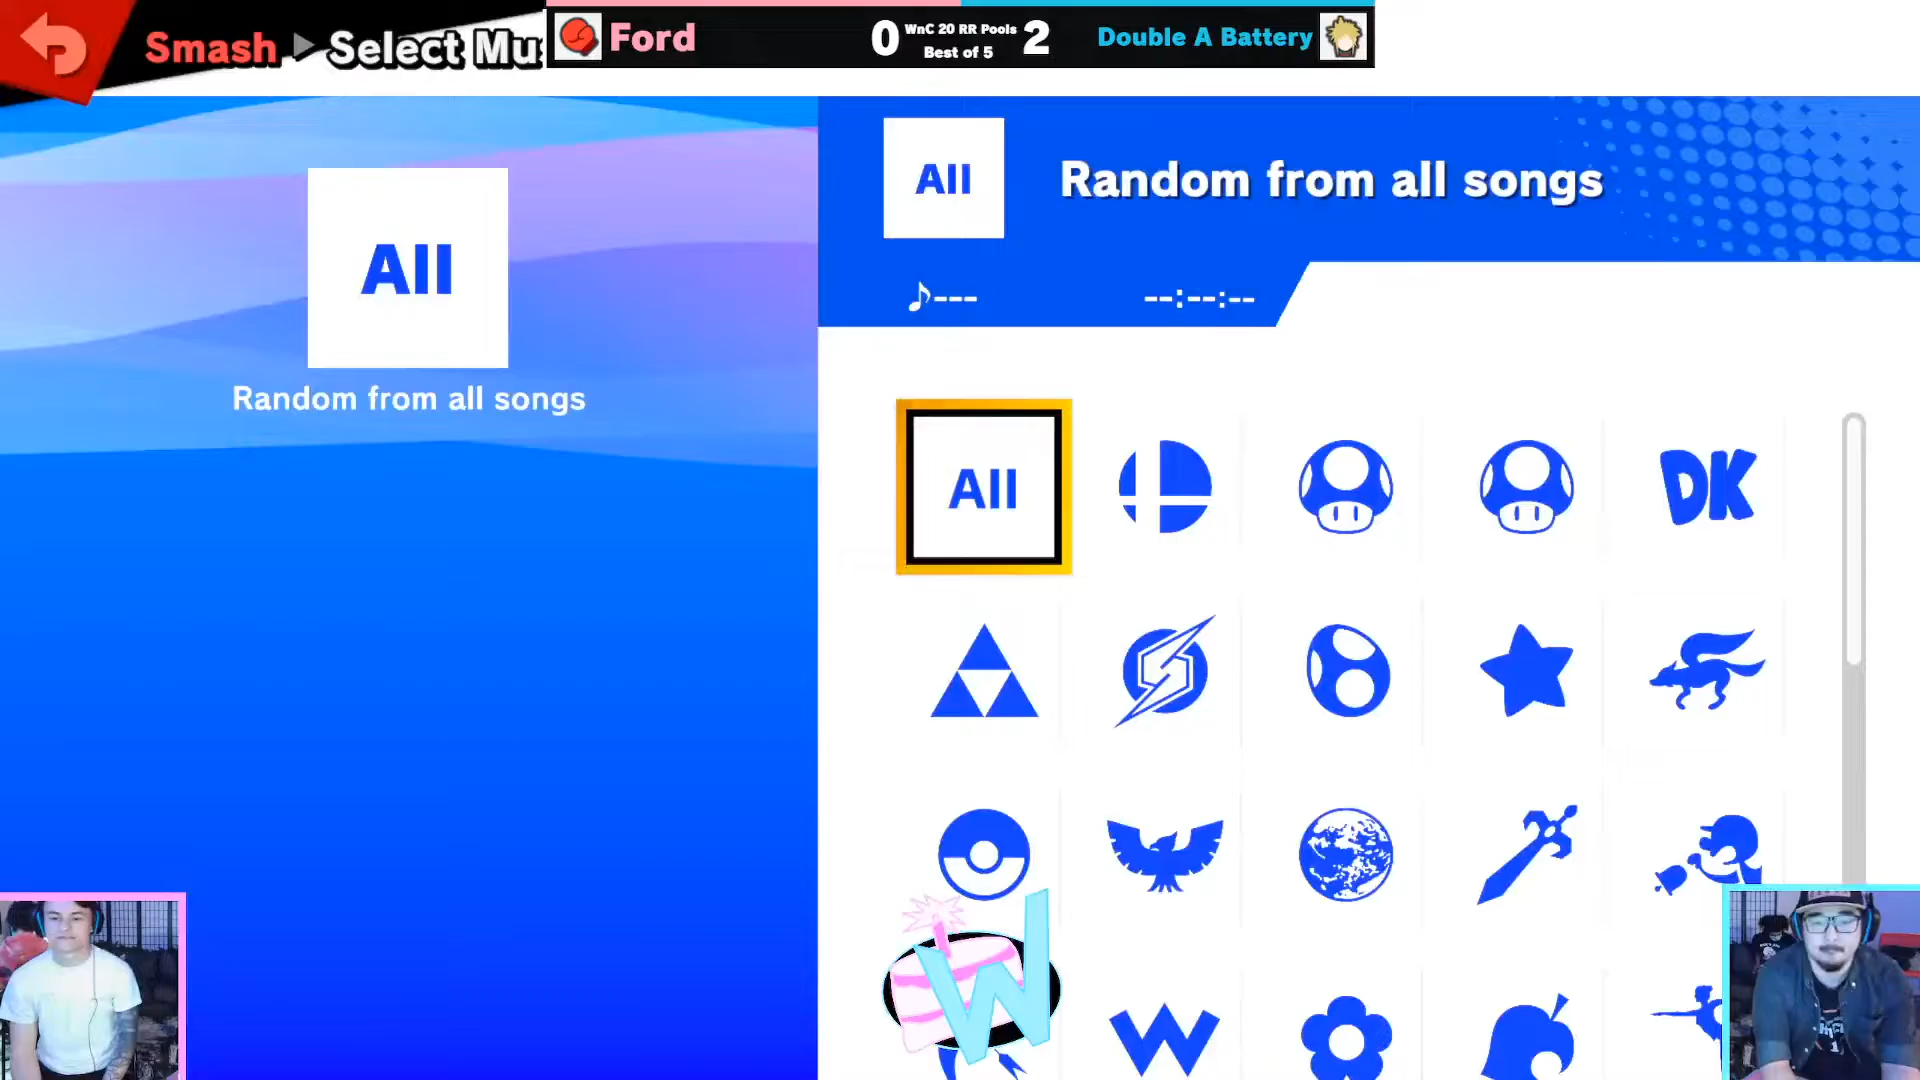 Smash Select Mu
Ford
0
WnC 20 RR Pools
Best of 5
2
Double A Battery
All
Random from all songs
All
Random from all songs
♪--- --:--:--
All
DK
W